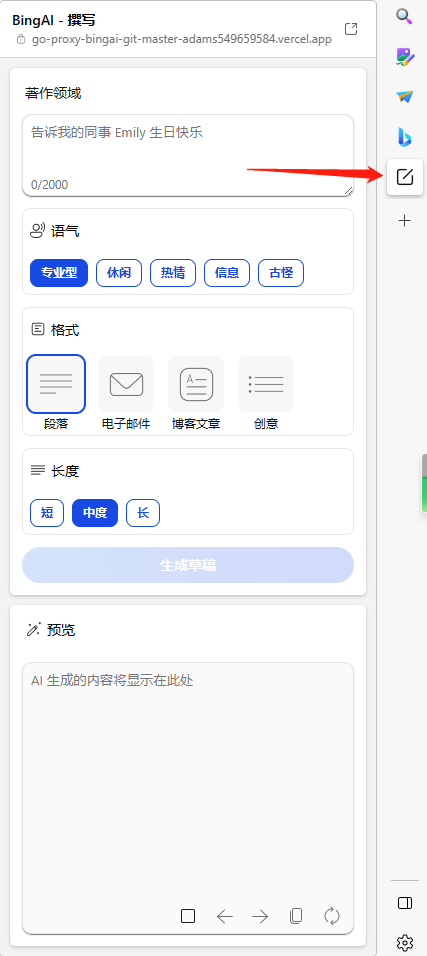 BingAI - 撰写
go-proxy-bingai-git-master-adams549659584.vercel.app
著作领域
告诉我的同事 Emily 生日快乐
0/2000
语气
专业型 休闲 热情 信息 古怪
格式
A
段落 电子邮件 博客文章 创意
长度
短 中度 长
生成草稿
预览
AI 生成的内容将显示在此处